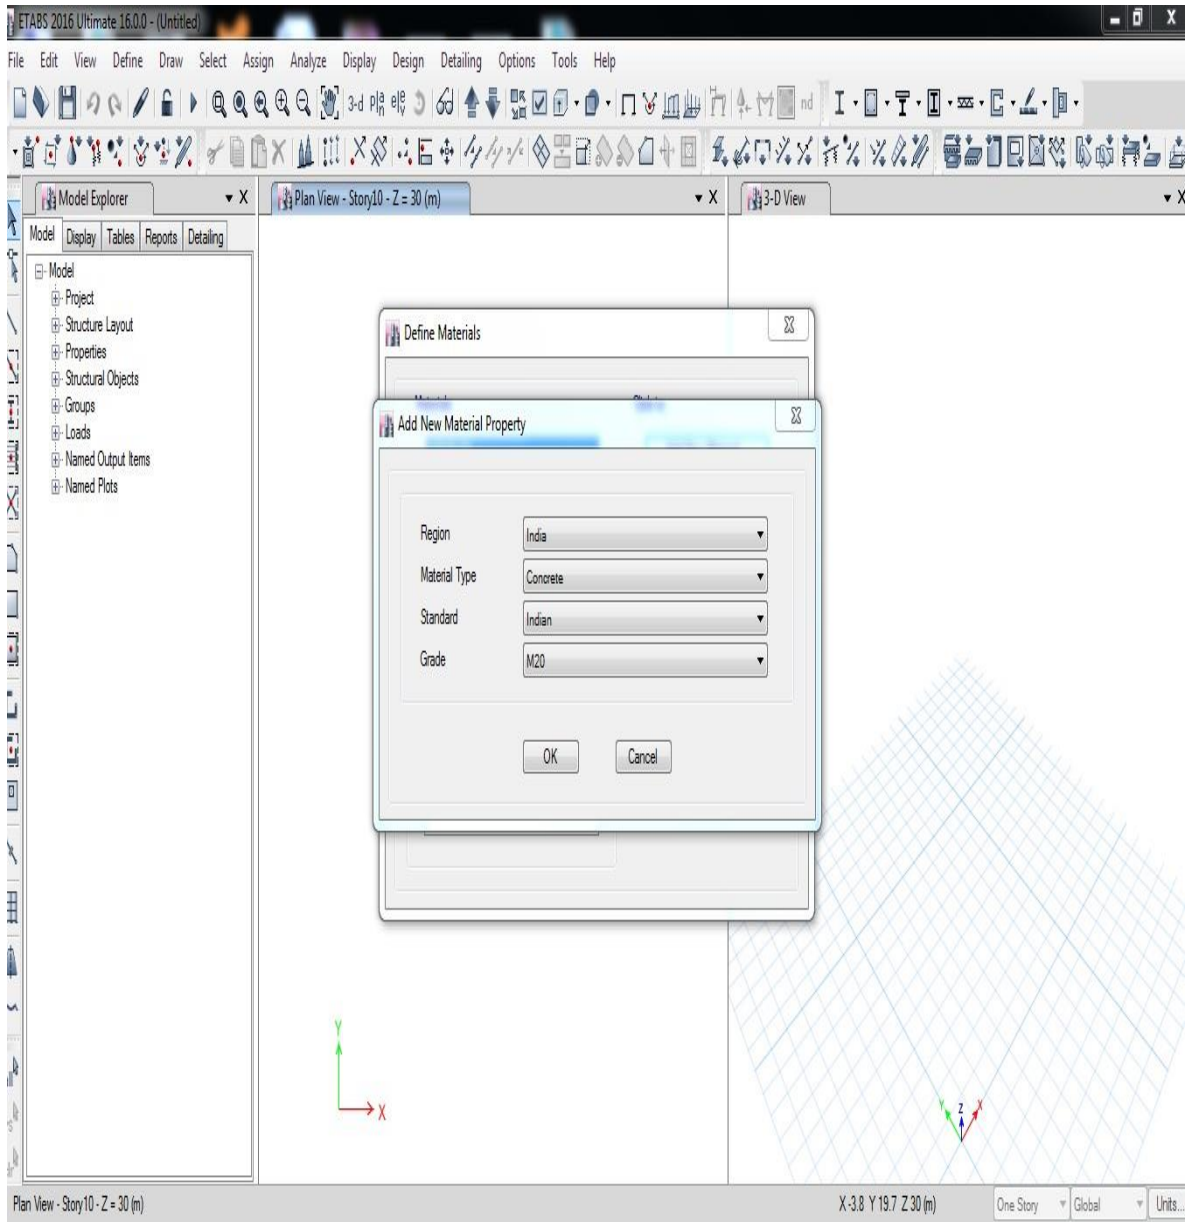 ETABS 2016 Ultimate 16.0.0 - (Untitled)
File Edit View Define Draw Select Assign Analyze Display Design Detailing Options Tools Help
3-d nd
Model Explorer
Plan View - Story10 - Z = 30 (m)
3-D View
Model Display Tables Reports Detailing
Model
Project
Structure Layout
Properties
Structural Objects
Groups
Loads
Named Output Items
Named Plots
Define Materials
Add New Material Property
Region India
Material Type Concrete
Standard Indian
Grade M20
OK Cancel
Y
X
Y Z X
Plan View - Story10 - Z = 30 (m)
X -3.8 Y 19.7 Z 30 (m)
One Story Global Units...